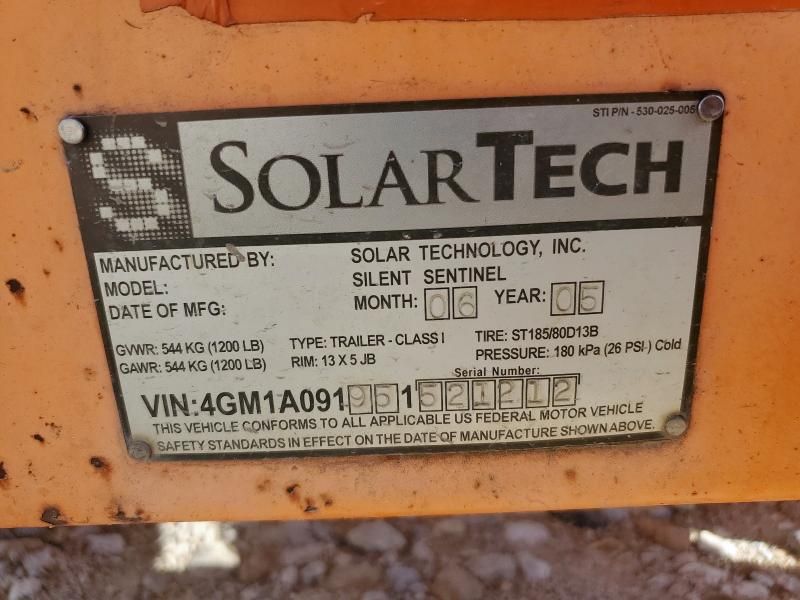 STI P/N - 530-025-005
S SOLARTECH
MANUFACTURED BY: SOLAR TECHNOLOGY, INC.
MODEL: SILENT SENTINEL
DATE OF MFG: MONTH: 06 YEAR: 05
GVWR: 544 KG (1200 LB) TYPE: TRAILER - CLASS I TIRE: ST185/80D13B
GAWR: 544 KG (1200 LB) RIM: 13 X 5 JB PRESSURE: 180 kPa (26 PSI) Cold
Serial Number:
VIN:4GM1A091951521212
THIS VEHICLE CONFORMS TO ALL APPLICABLE US FEDERAL MOTOR VEHICLE
SAFETY STANDARDS IN EFFECT ON THE DATE OF MANUFACTURE SHOWN ABOVE.